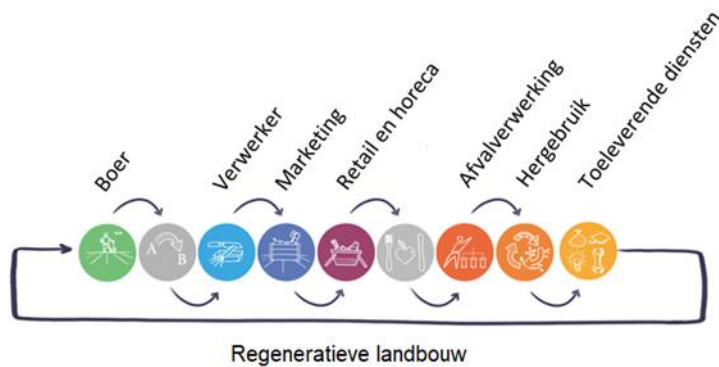 Boer
Verwerker
Marketing
Retail en horeca
Afvalverwerking
Hergebruik
Toeleverende diensten
A
B
Regeneratieve landbouw